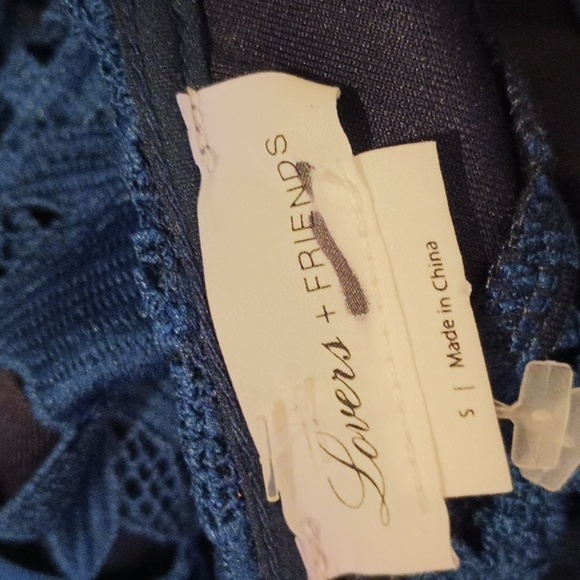 Lovers + FRIENDS
S | Made in China